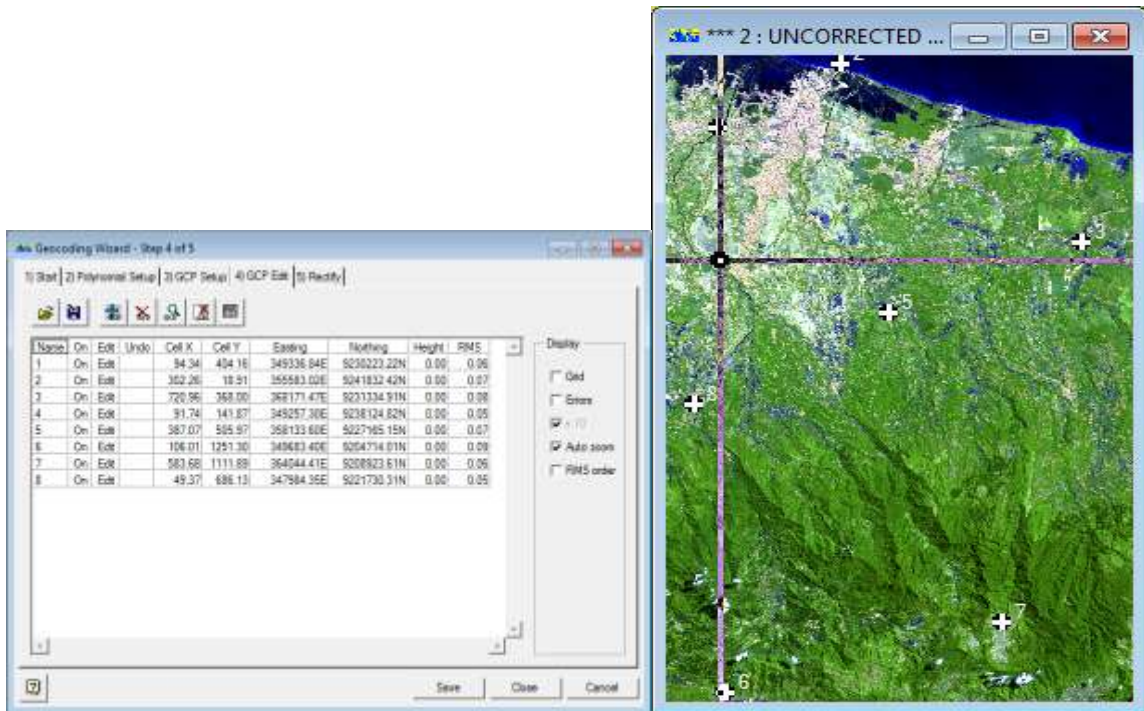 *** 2 : UNCORRECTED ...
2
3
5
8
7
6
Geocoding Wizard - Step 4 of 5
1) Start 2) Polynomial Setup 3) GCP Setup 4) GCP Edit 5) Rectify
Name On Edit Undo Cell X Cell Y Easting Northing Height RMS
1 On Edit 94.34 404.16 349336.84E 9230223.22N 0.00 0.06
2 On Edit 302.26 18.91 355583.02E 9241832.42N 0.00 0.07
3 On Edit 720.96 368.00 368171.47E 9231334.91N 0.00 0.08
4 On Edit 91.74 141.87 349257.30E 9238124.82N 0.00 0.05
5 On Edit 387.07 505.97 358133.60E 9227165.15N 0.00 0.07
6 On Edit 106.01 1251.30 349683.40E 9204714.01N 0.00 0.09
7 On Edit 583.68 1111.89 364044.41E 9208923.61N 0.00 0.06
8 On Edit 49.37 686.13 347984.35E 9221730.31N 0.00 0.05
Display
Grid
Errors
x 10
Auto zoom
RMS order
Save Close Cancel